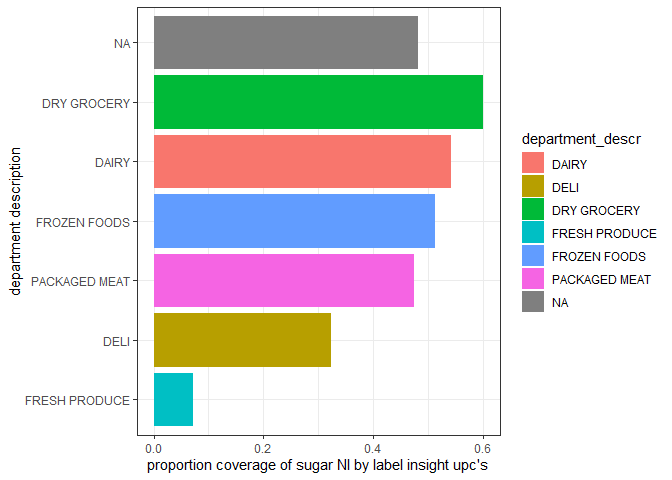 NA
DRY GROCERY
DAIRY
FROZEN FOODS
PACKAGED MEAT
DELI
FRESH PRODUCE
department description
0.0 0.2 0.4 0.6
proportion coverage of sugar NI by label insight upc's
department_descr
DAIRY
DELI
DRY GROCERY
FRESH PRODUCE
FROZEN FOODS
PACKAGED MEAT
NA